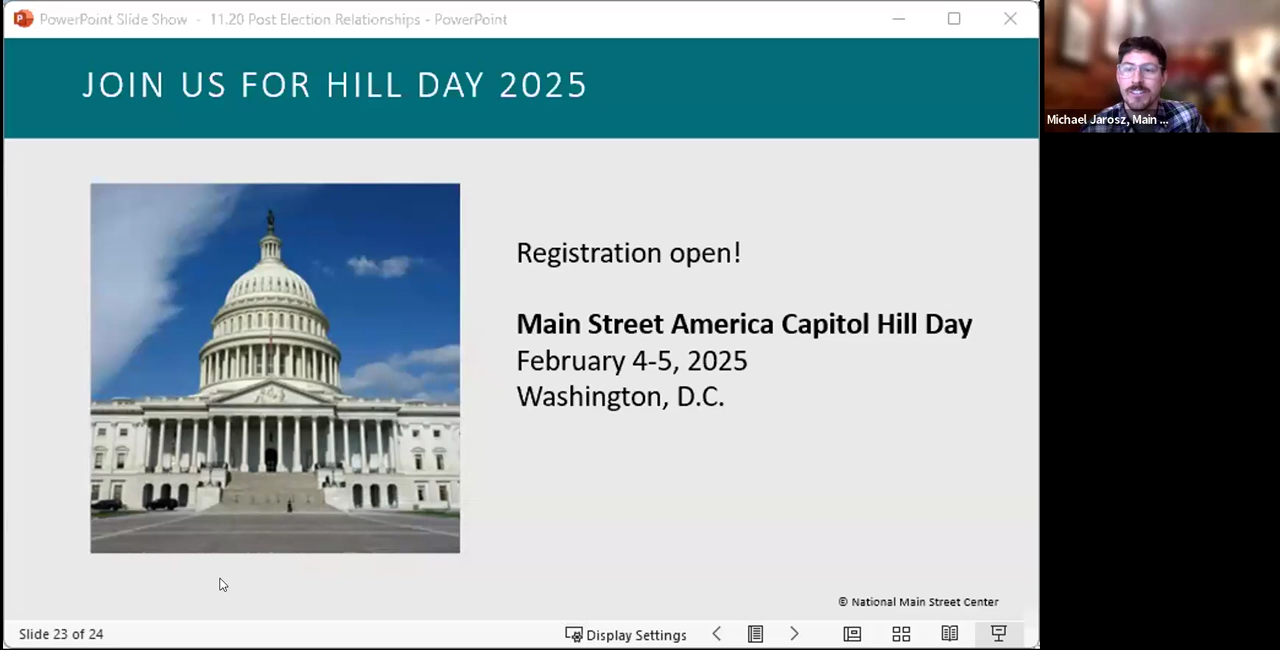 PowerPoint Slide Show - 11.20 Post Election Relationships - PowerPoint
JOIN US FOR HILL DAY 2025
Michael Jarosz, Main ...
Registration open!
Main Street America Capitol Hill Day
February 4-5, 2025
Washington, D.C.
© National Main Street Center
Slide 23 of 24
Display Settings